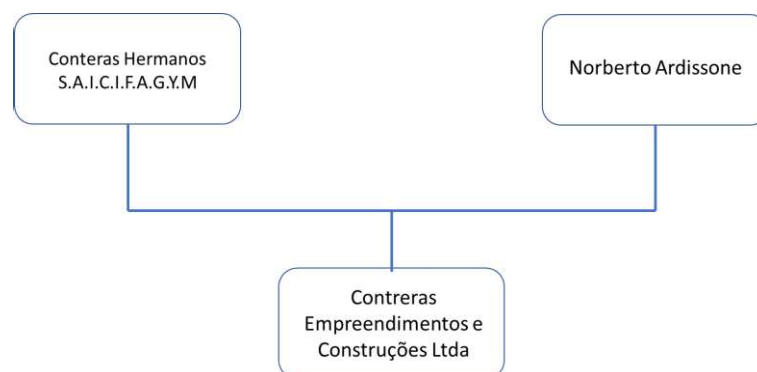 Conteras Hermanos
S.A.I.C.I.F.A.G.Y.M
Norberto Ardissone
Contreras
Empreendimentos e
Construções Ltda